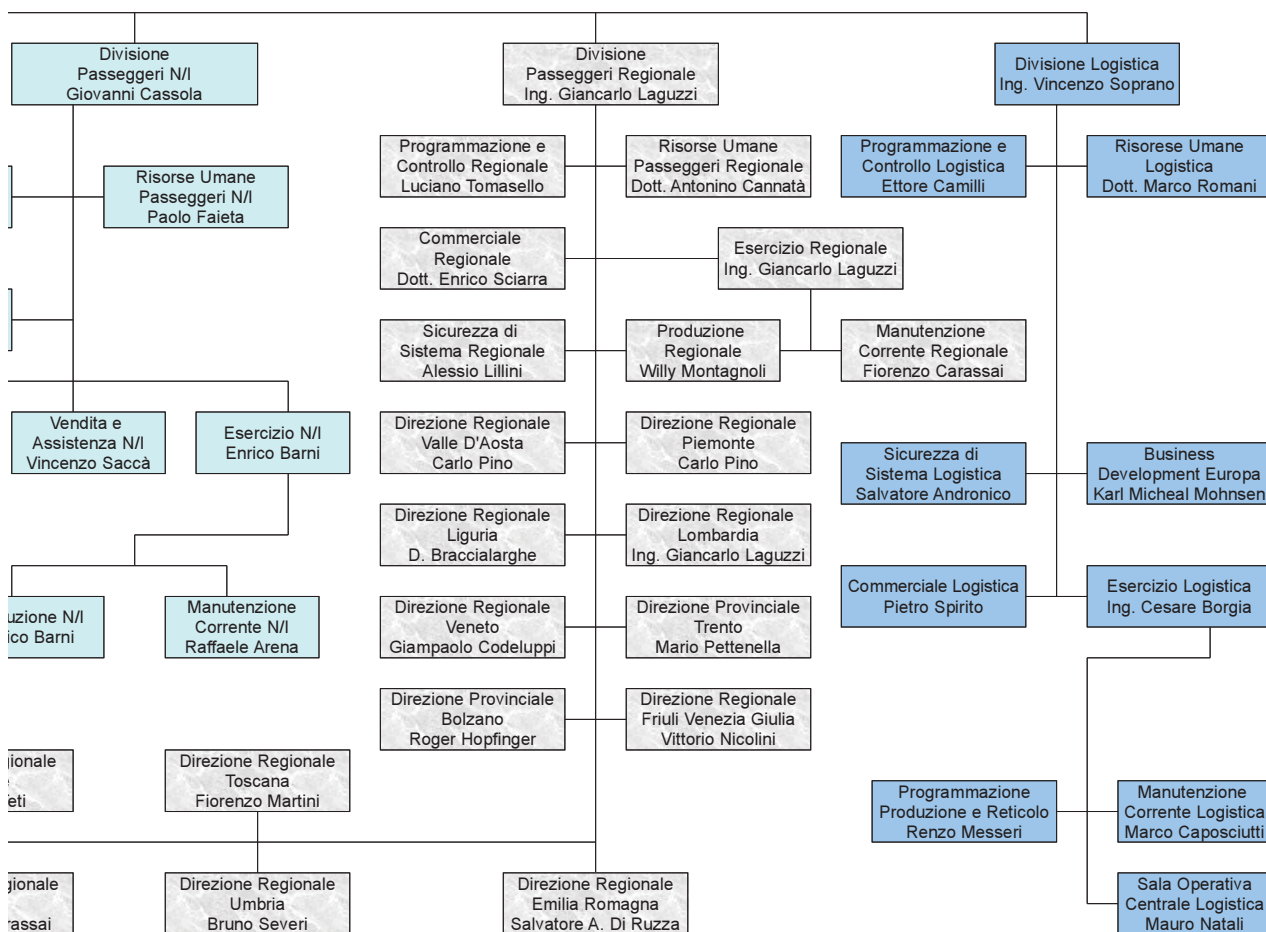 Divisione
Passeggeri N/I
Giovanni Cassola
Divisione
Passeggeri Regionale
Ing. Giancarlo Laguzzi
Divisione Logistica
Ing. Vincenzo Soprano
Programmazione e
Controllo Regionale
Luciano Tomasello
Risorse Umane
Passeggeri Regionale
Dott. Antonino Cannatà
Programmazione e
Controllo Logistica
Ettore Camilli
Risorese Umane
Logistica
Dott. Marco Romani
Risorse Umane
Passeggeri N/I
Paolo Faieta
Commerciale
Regionale
Dott. Enrico Sciarra
Esercizio Regionale
Ing. Giancarlo Laguzzi
Sicurezza di
Sistema Regionale
Alessio Lillini
Produzione
Regionale
Willy Montagnoli
Manutenzione
Corrente Regionale
Fiorenzo Carassai
Vendita e
Assistenza N/I
Vincenzo Saccà
Esercizio N/I
Enrico Barni
Direzione Regionale
Valle D'Aosta
Carlo Pino
Direzione Regionale
Piemonte
Carlo Pino
Sicurezza di
Sistema Logistica
Salvatore Andronico
Business
Development Europa
Karl Micheal Mohnsen
Direzione Regionale
Liguria
D. Braccialarghe
Direzione Regionale
Lombardia
Ing. Giancarlo Laguzzi
Commerciale Logistica
Pietro Spirito
Esercizio Logistica
Ing. Cesare Borgia
uzione N/I
ico Barni
Manutenzione
Corrente N/I
Raffaele Arena
Direzione Regionale
Veneto
Giampaolo Codeluppi
Direzione Provinciale
Trento
Mario Pettenella
Direzione Provinciale
Bolzano
Roger Hopfinger
Direzione Regionale
Friuli Venezia Giulia
Vittorio Nicolini
gionale
eti
Direzione Regionale
Toscana
Fiorenzo Martini
Programmazione
Produzione e Reticolo
Renzo Messeri
Manutenzione
Corrente Logistica
Marco Caposciutti
gionale
rassai
Direzione Regionale
Umbria
Bruno Severi
Direzione Regionale
Emilia Romagna
Salvatore A. Di Ruzza
Sala Operativa
Centrale Logistica
Mauro Natali